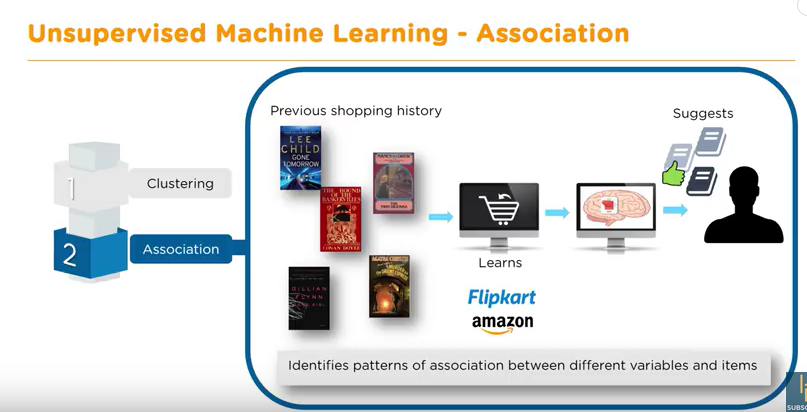 Unsupervised Machine Learning - Association
Previous shopping history
Suggests
LEE
CHILD
GONE
TOMORROW
1
Clustering
THE HOUND OF THE
BASKERVILLES
CONAN DOYLE
2
Association
Learns
GILLIAN
FLYNN
AGATHA CHRISTIE
Flipkart
amazon
Identifies patterns of association between different variables and items
SUBSC